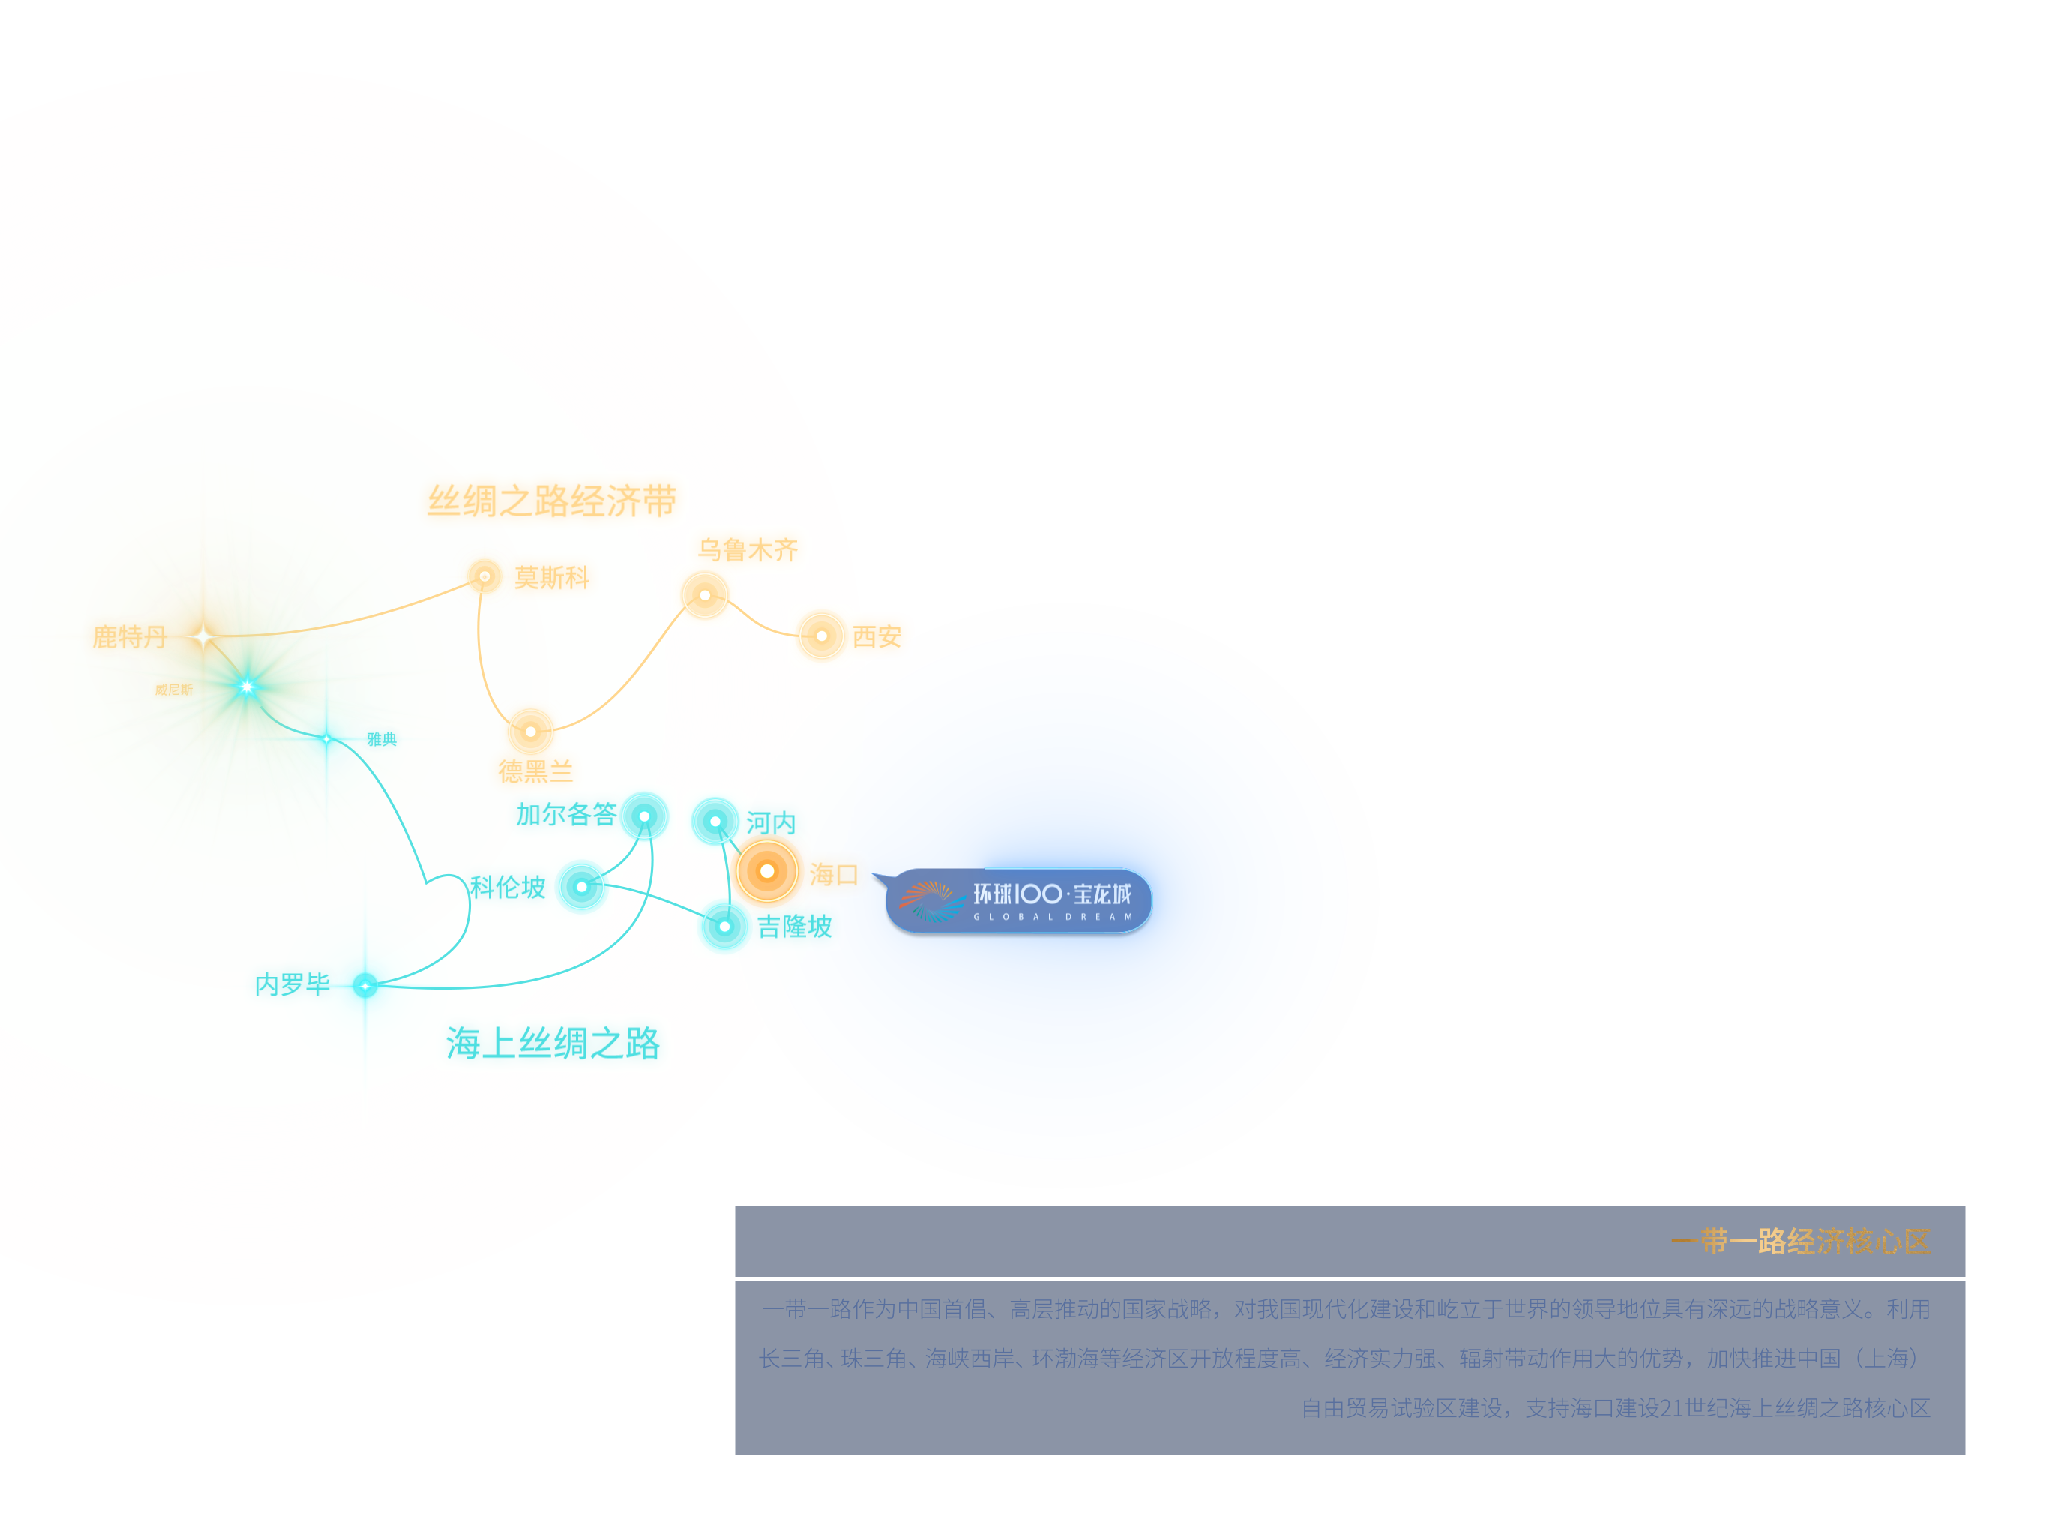 丝绸之路经济带
乌鲁木齐
莫斯科
鹿特丹
西安
威尼斯
雅典
德黑兰
加尔各答
河内
海口
科伦坡
环球100·宝龙城
GLOBAL DREAM
吉隆坡
内罗毕
海上丝绸之路
一带一路经济核心区
一带一路作为中国首倡、高层推动的国家战略，对我国现代化建设和屹立于世界的领导地位具有深远的战略意义。利用
长三角、珠三角、海峡西岸、环渤海等经济区开放程度高、经济实力强、辐射带动作用大的优势，加快推进中国（上海）
自由贸易试验区建设，支持海口建设21世纪海上丝绸之路核心区